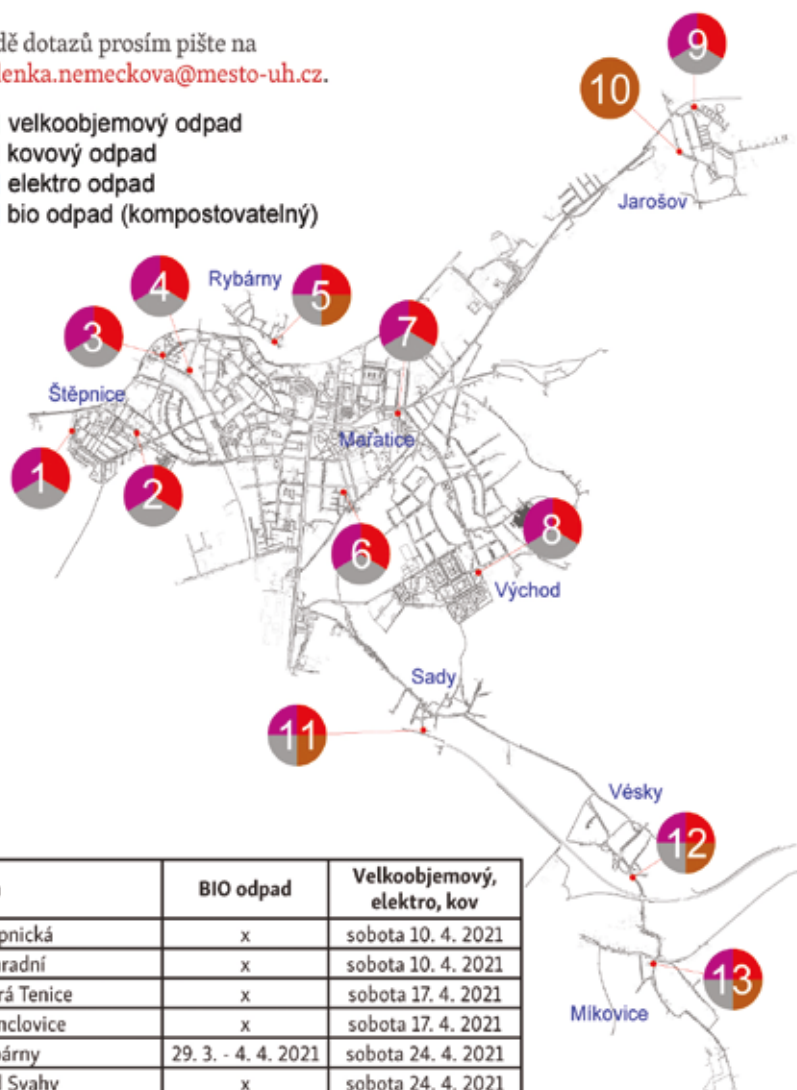 dě dotazů prosím pište na
lenka.nemeckova@mesto-uh.cz.
velkoobjemový odpad
kovový odpad
elektro odpad
bio odpad (kompostovatelný)
9
10
Jarošov
Rybárny
4
5
3
7
Štěpnice
Mařatice
1
2
6
8
Východ
Sady
11
Vésky
12
13
Míkovice
BIO odpad Velkoobjemový, elektro, kov
pnická x sobota 10. 4. 2021
radní x sobota 10. 4. 2021
rá Tenice x sobota 17. 4. 2021
nclovice x sobota 17. 4. 2021
bárny 29. 3. - 4. 4. 2021 sobota 24. 4. 2021
d Svahy x sobota 24. 4. 2021